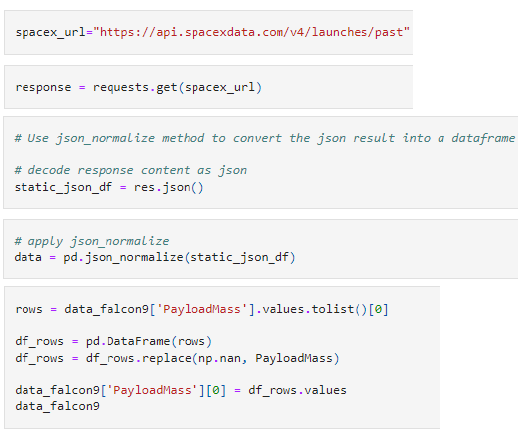 spacex_url="https://api.spacexdata.com/v4/launches/past"
response = requests.get(spacex_url)
# Use json_normalize method to convert the json result into a dataframe
# decode response content as json
static_json_df = res.json()
# apply json_normalize
data = pd.json_normalize(static_json_df)
rows = data_falcon9['PayloadMass'].values.tolist()[0]
df_rows = pd.DataFrame(rows)
df_rows = df_rows.replace(np.nan, PayloadMass)
data_falcon9['PayloadMass'][0] = df_rows.values
data_falcon9